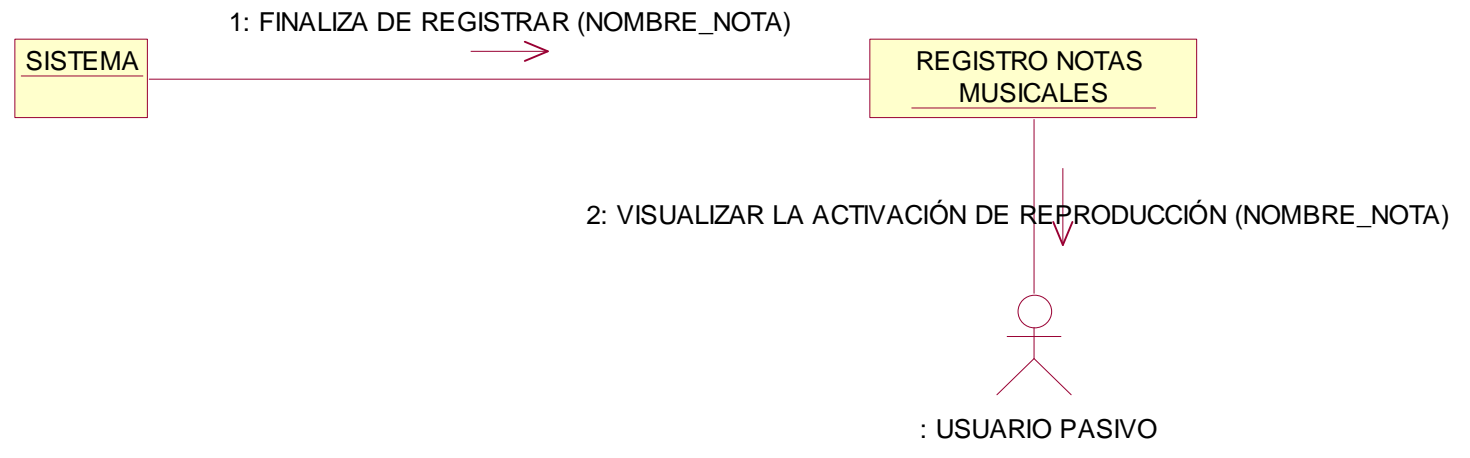 1: FINALIZA DE REGISTRAR (NOMBRE_NOTA)
SISTEMA
REGISTRO NOTAS
MUSICALES
2: VISUALIZAR LA ACTIVACIÓN DE REPRODUCCIÓN (NOMBRE_NOTA)
: USUARIO PASIVO